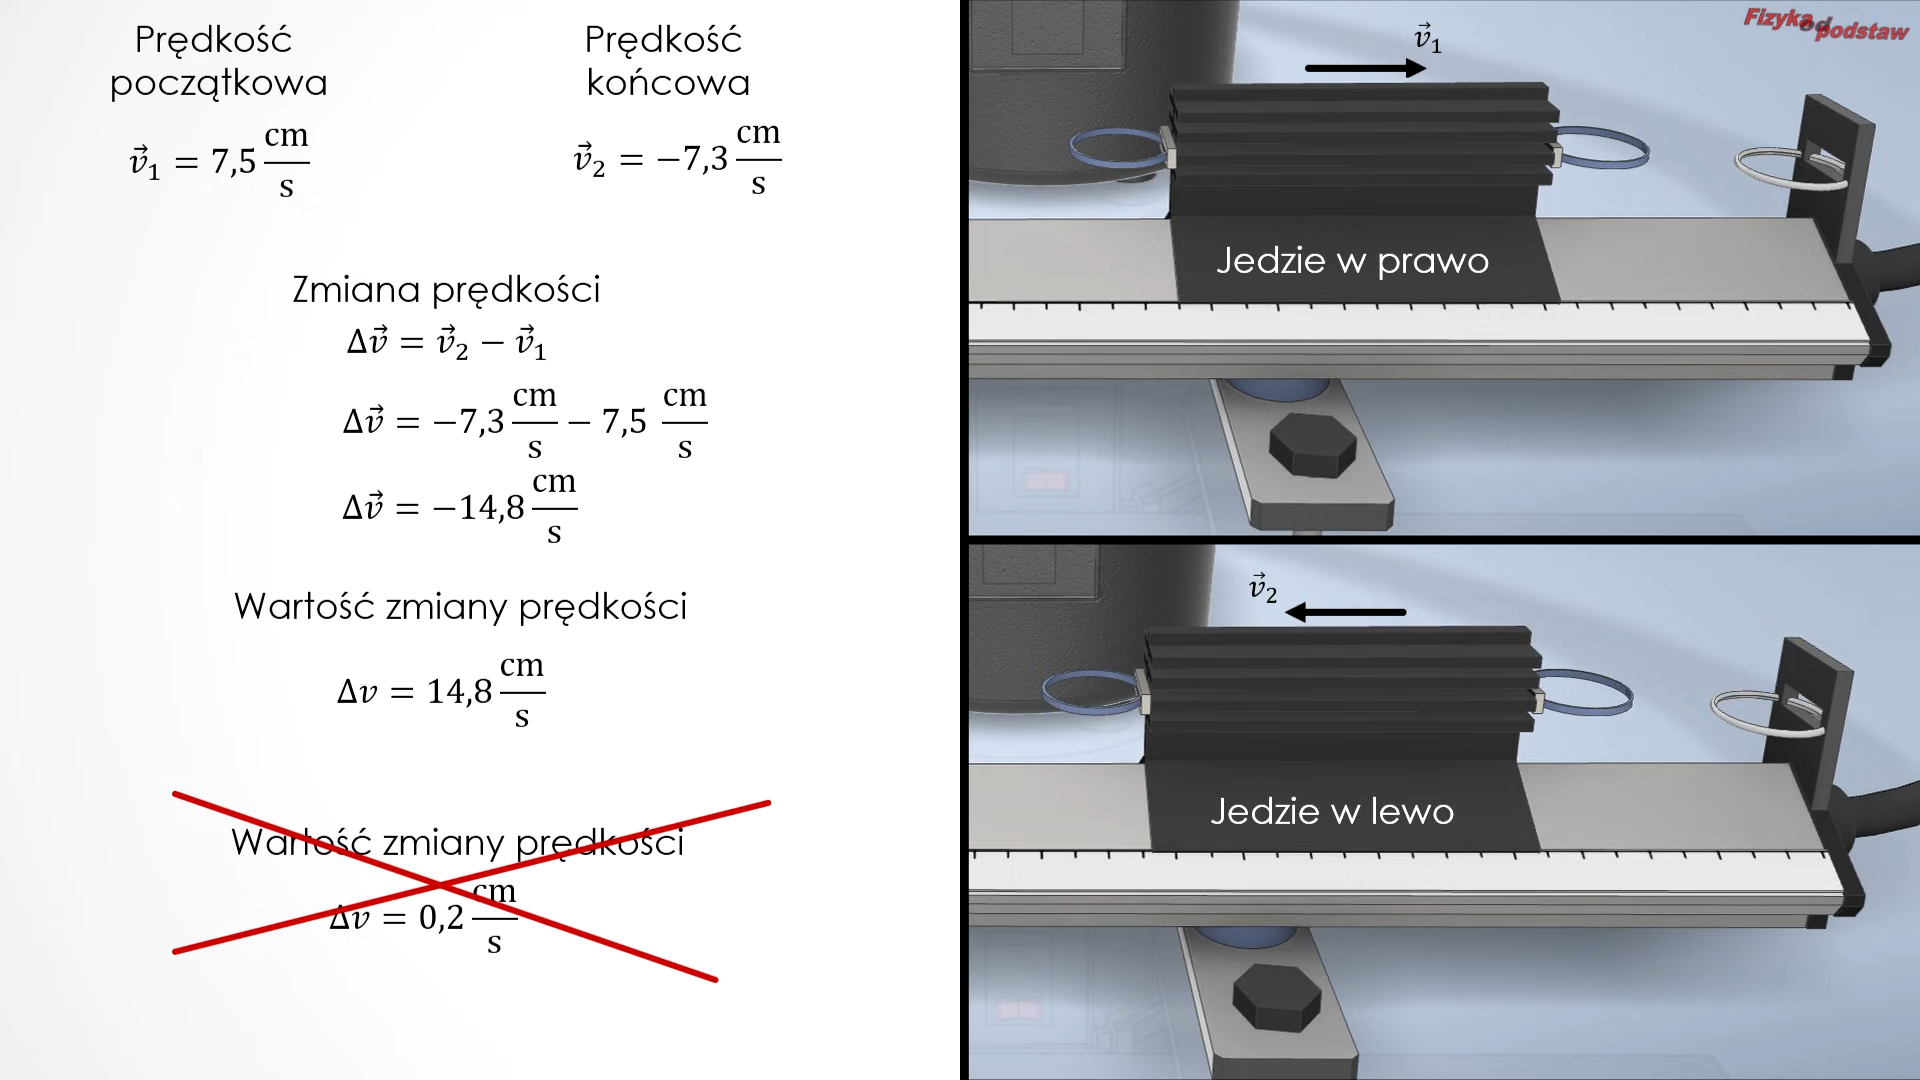 Prędkość
początkowa
v⃗₁ = 7,5 cm/s
Prędkość
końcowa
v⃗₂ = −7,3 cm/s
Zmiana prędkości
Δv⃗ = v⃗₂ − v⃗₁
Δv⃗ = −7,3 cm/s − 7,5 cm/s
Δv⃗ = −14,8 cm/s
Wartość zmiany prędkości
Δv = 14,8 cm/s
Wartość zmiany prędkości
Δv = 0,2 cm/s
v⃗₁
Fizyka od podstaw
Jedzie w prawo
v⃗₂
Jedzie w lewo